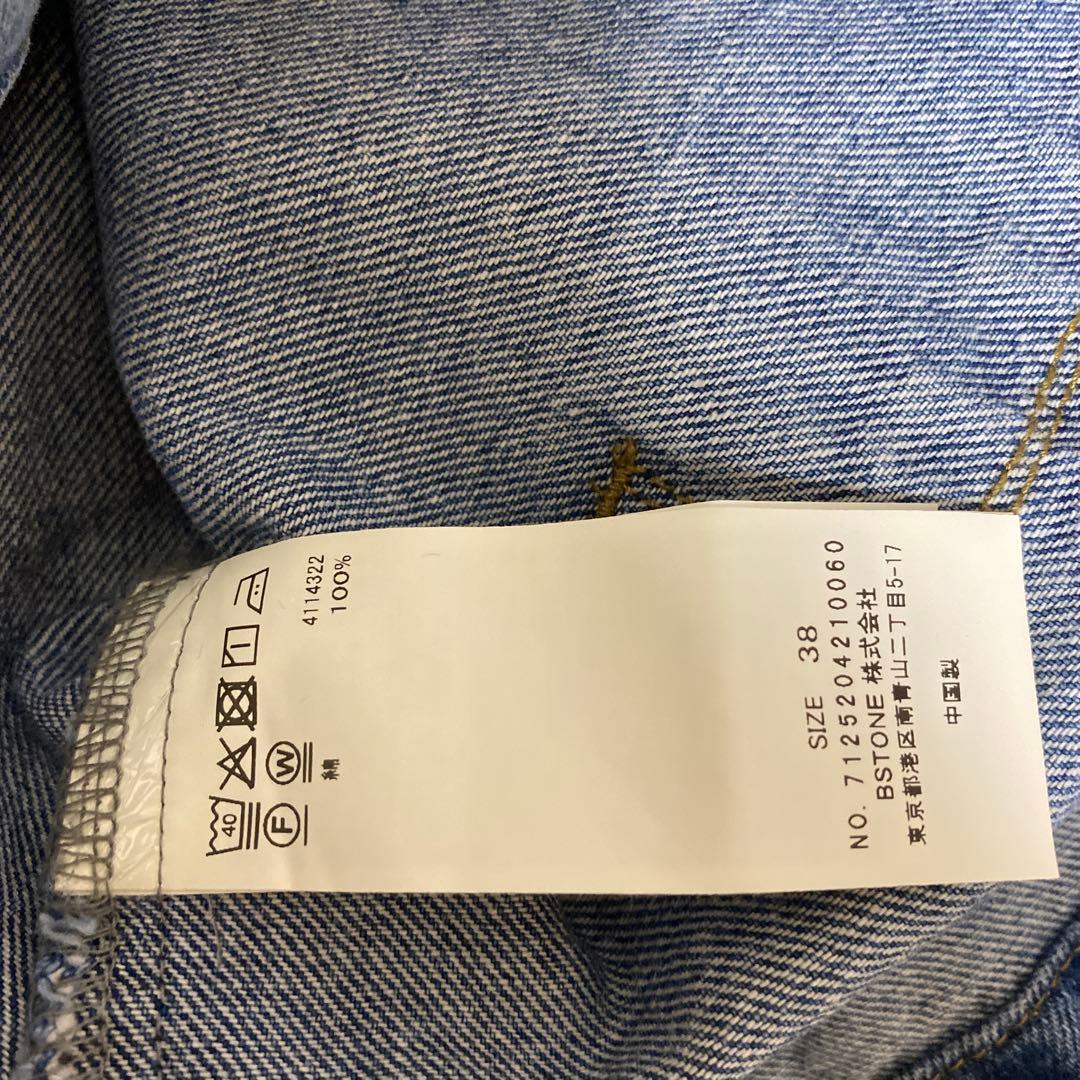 40
F
W
4114322
綿 100%
SIZE 38
NO. 7125204210060
BSTONE 株式会社
東京都港区南青山二丁目5-17
中国製